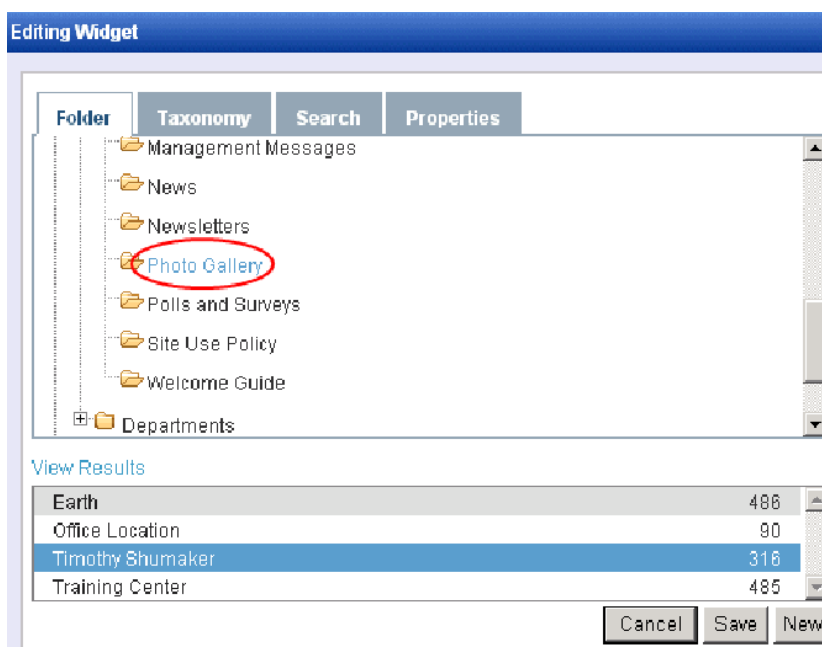 Editing Widget
Folder Taxonomy Search Properties
Management Messages
News
Newsletters
Photo Gallery
Polls and Surveys
Site Use Policy
Welcome Guide
Departments
View Results
Earth 486
Office Location 90
Timothy Shumaker 316
Training Center 485
Cancel Save New